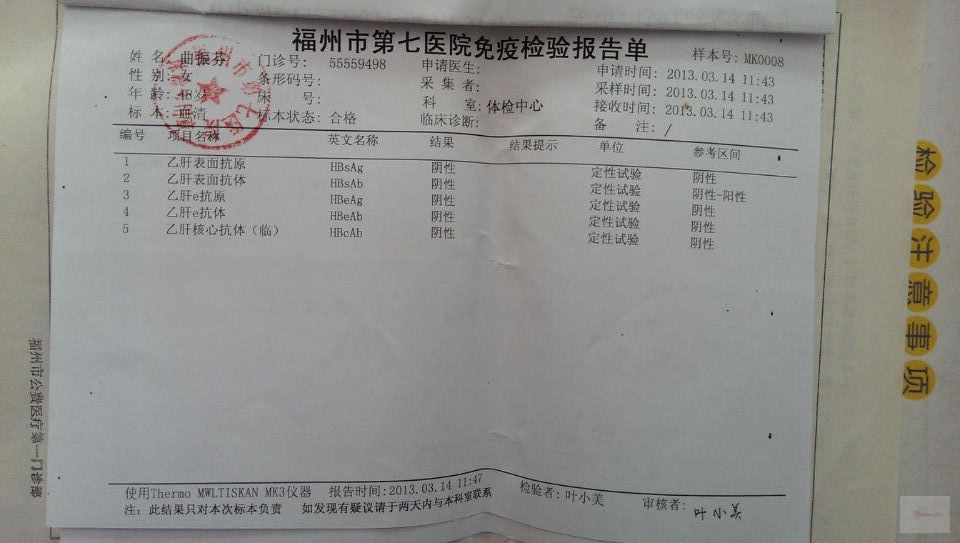 福州市第七医院免疫检验报告单
样本号: MK0008
姓 名: 曲振芬 门诊号: 55559498 申请医生: 申请时间: 2013.03.14 11:43
性 别: 女 条形码号: 采 集 者: 采样时间: 2013.03.14 11:43
年 龄: 48岁 床 号: 科 室: 体检中心 接收时间: 2013.03.14 11:43
标 本: 血清 标本状态: 合格 临床诊断: 备 注: /
编号 项目名称 英文名称 结果 结果提示 单位 参考区间
1 乙肝表面抗原 HBsAg 阴性 定性试验 阴性
2 乙肝表面抗体 HBsAb 阴性 定性试验 阴性-阳性
3 乙肝e抗原 HBeAg 阴性 定性试验 阴性
4 乙肝e抗体 HBeAb 阴性 定性试验 阴性
5 乙肝核心抗体(临) HBcAb 阴性 定性试验 阴性
使用Thermo MWLTISKAN MK3仪器 报告时间:2013.03.14 11:47 检验者: 叶小美 审核者: 叶小美
注: 此结果只对本次标本负责 如发现有疑议请于两天内与本科室联系
检验注意事项
福州市公费医疗第一门诊部